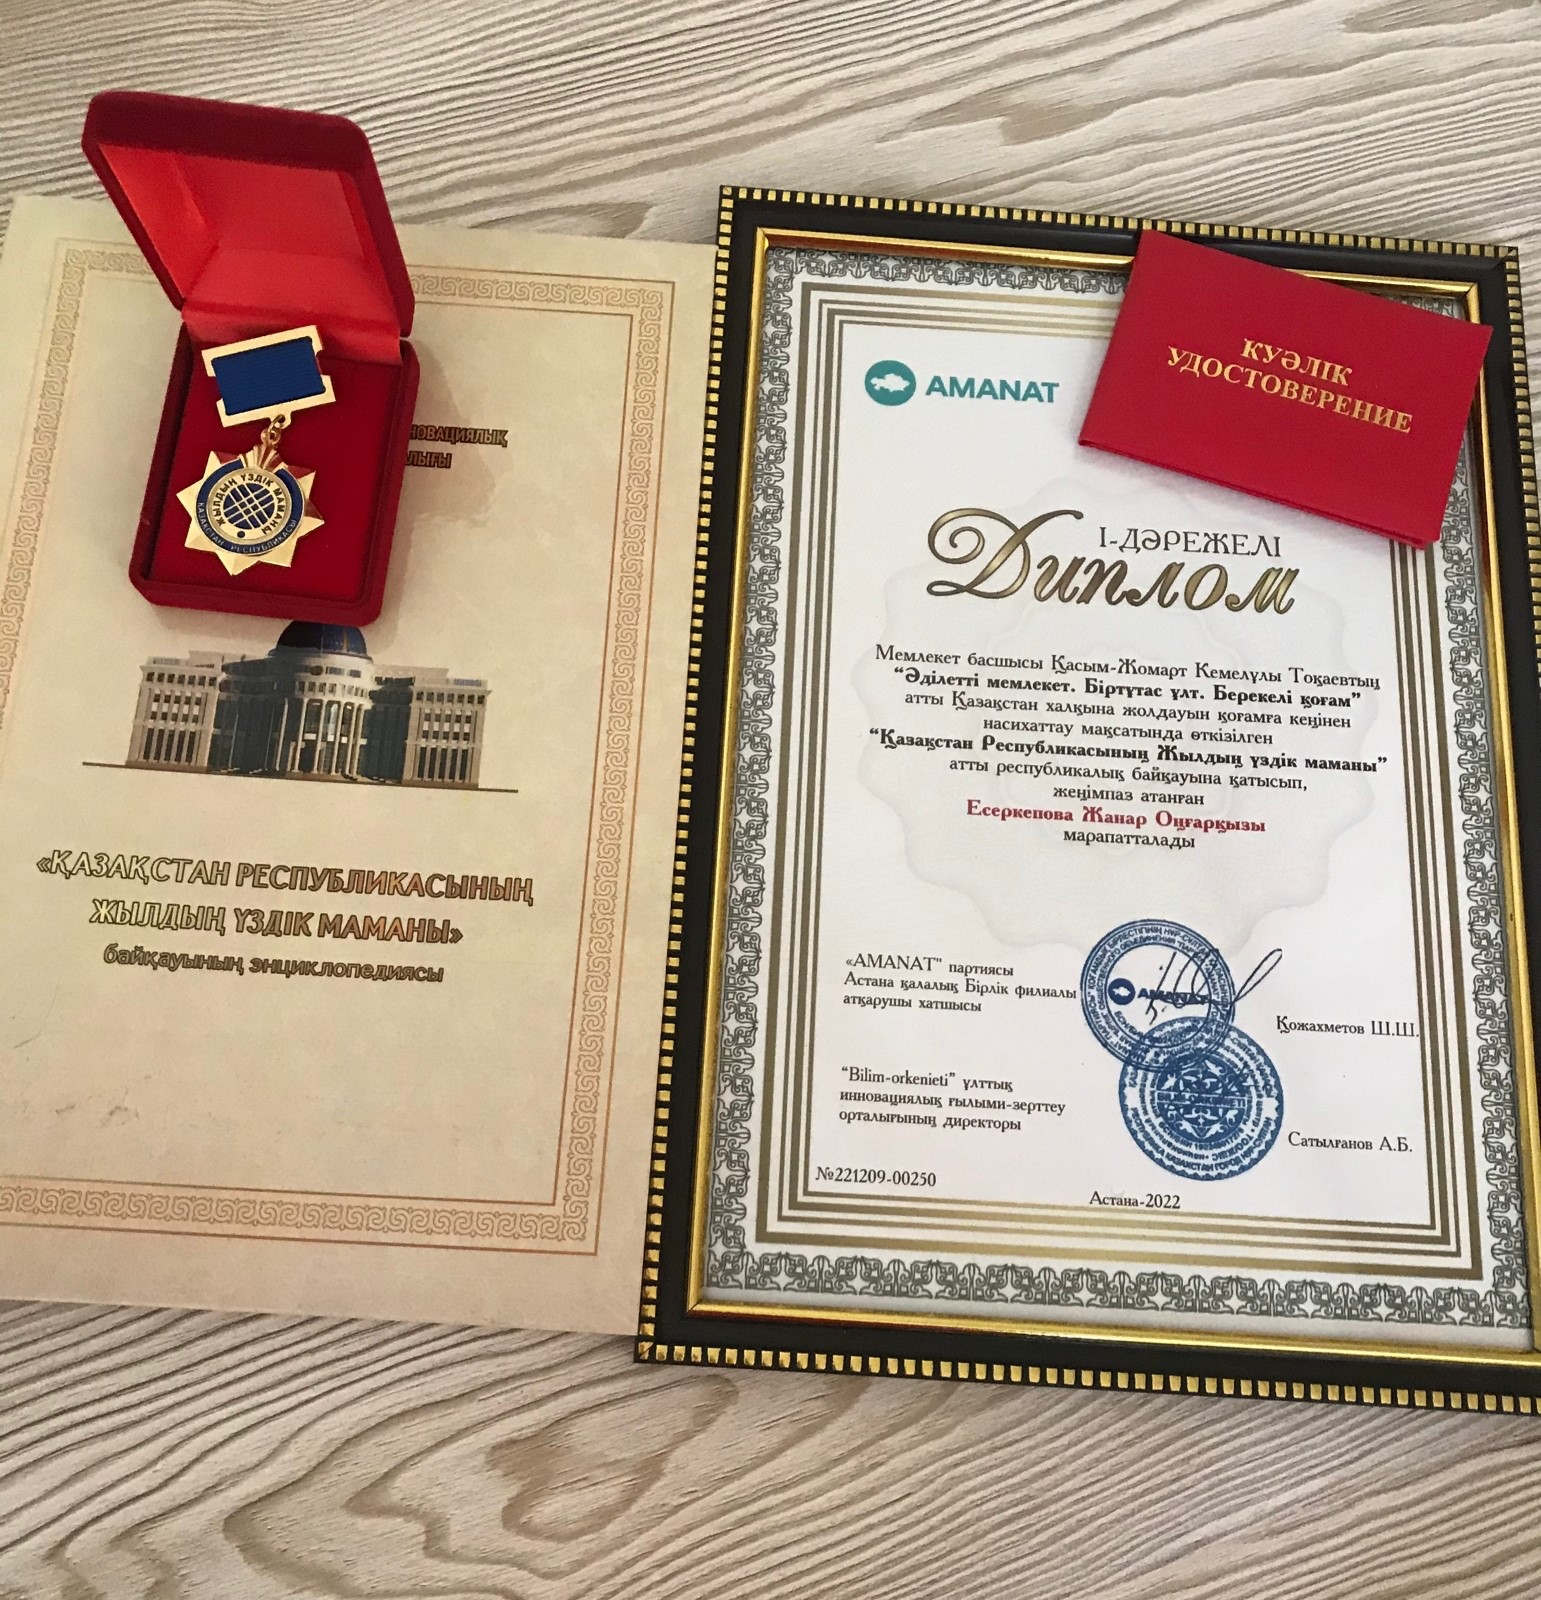 ЖЫЛДЫҢ ҮЗДІК МАМАНЫ
ҚАЗАҚСТАН РЕСПУБЛИКАСЫ
«ҚАЗАҚСТАН РЕСПУБЛИКАСЫНЫҢ
ЖЫЛДЫҢ ҮЗДІК МАМАНЫ»
байқауының энциклопедиясы
КУӘЛІК
УДОСТОВЕРЕНИЕ
AMANAT
І-ДӘРЕЖЕЛІ
Диплом
Мемлекет басшысы Қасым-Жомарт Кемелұлы Тоқаевтың
“Әділетті мемлекет. Біртұтас ұлт. Берекелі қоғам”
атты Қазақстан халқына жолдауын қоғамға кеңінен
насихаттау мақсатында өткізілген
“Қазақстан Республикасының Жылдың үздік маманы”
атты республикалық байқауына қатысып,
жеңімпаз атанған
Есеркепова Жанар Оңғарқызы
марапатталады
«AMANAT" партиясы
Астана қалалық Бірлік филиалы
атқарушы хатшысы
AMANAT
Қожахметов Ш.Ш.
“Bilim-orkenieti” ұлттық
инновациялық ғылыми-зерттеу
орталығының директоры
Сатылғанов А.Б.
№221209-00250
Астана-2022